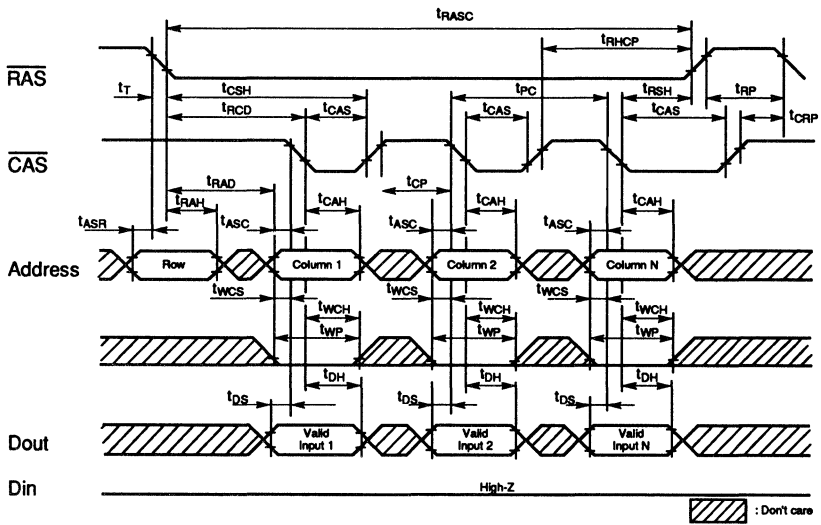 tRASC
tRHCP
RAS
tT
tCSH
tPC
tRSH
tRP
tRCD
tCAS
tCAS
tCAS
tCRP
CAS
tRAD
tCP
tRAH
tCAH
tCAH
tCAH
tASR
tASC
tASC
tASC
Address
Row
Column 1
Column 2
Column N
tWCS
tWCS
tWCS
tWCH
tWCH
tWCH
tWP
tWP
tWP
tDH
tDH
tDH
tDS
tDS
tDS
Dout
Valid
Input 1
Valid
Input 2
Valid
Input N
Din
High-Z
: Don't care